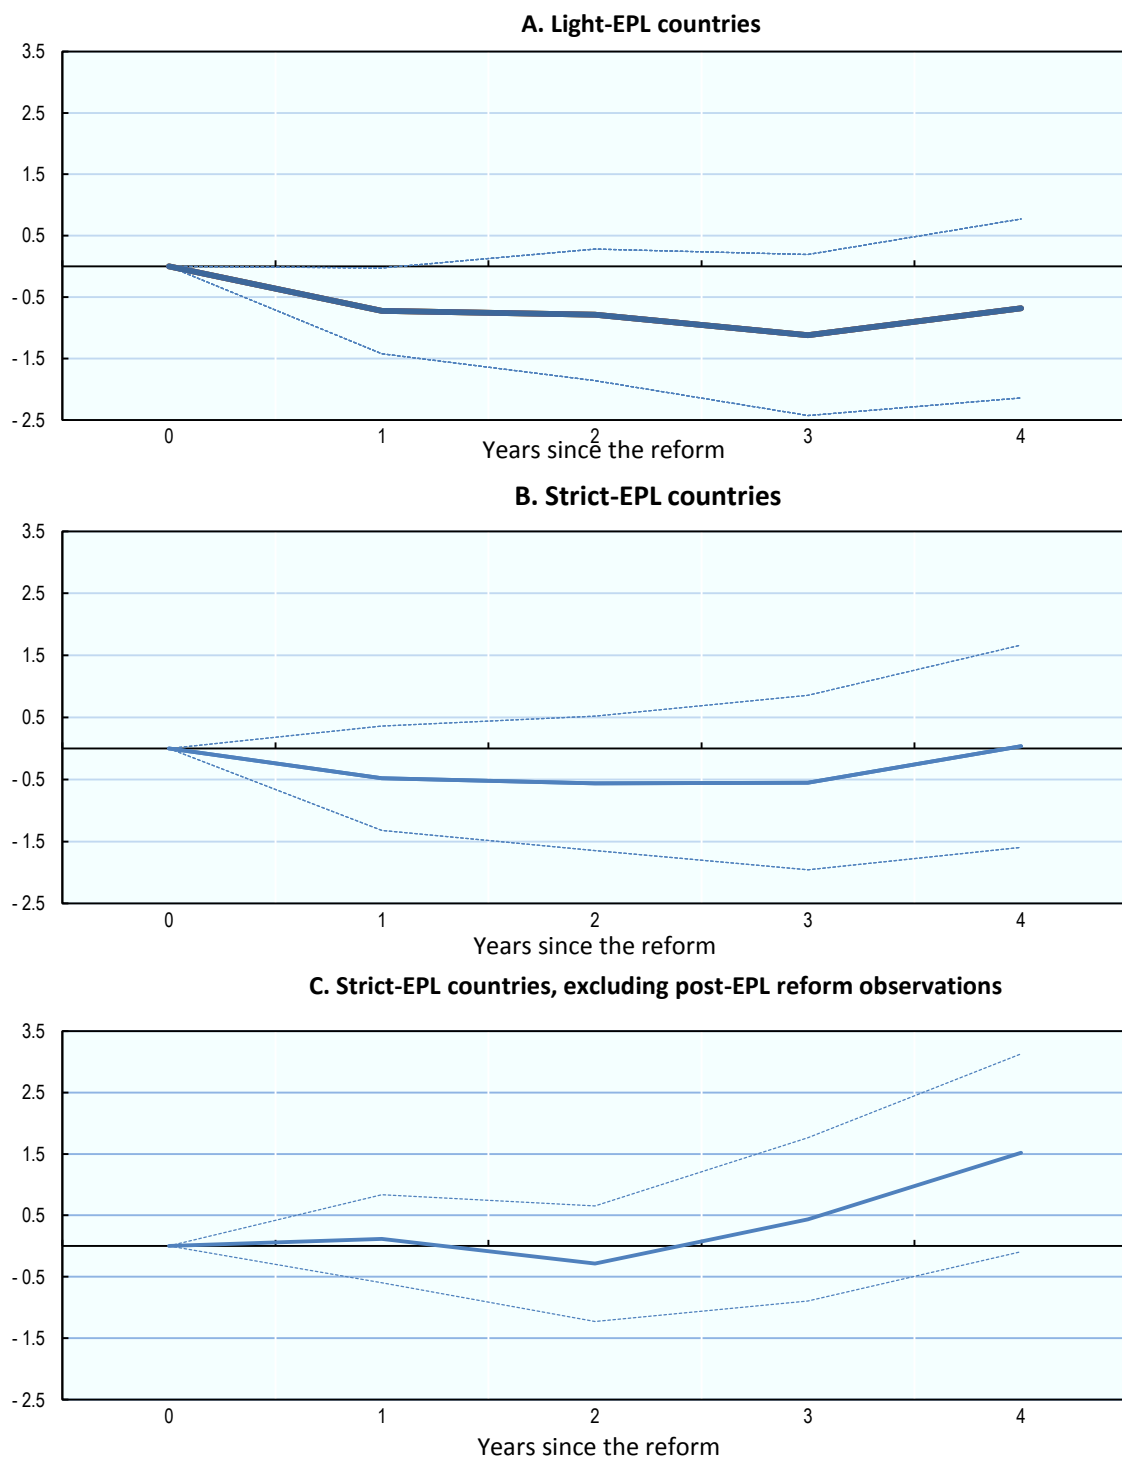 A. Light-EPL countries
3.5
2.5
1.5
0.5
- 0.5
- 1.5
- 2.5
0 1 2 3 4
Years since the reform
B. Strict-EPL countries
3.5
2.5
1.5
0.5
- 0.5
- 1.5
- 2.5
0 1 2 3 4
Years since the reform
C. Strict-EPL countries, excluding post-EPL reform observations
3.5
2.5
1.5
0.5
- 0.5
- 1.5
- 2.5
0 1 2 3 4
Years since the reform